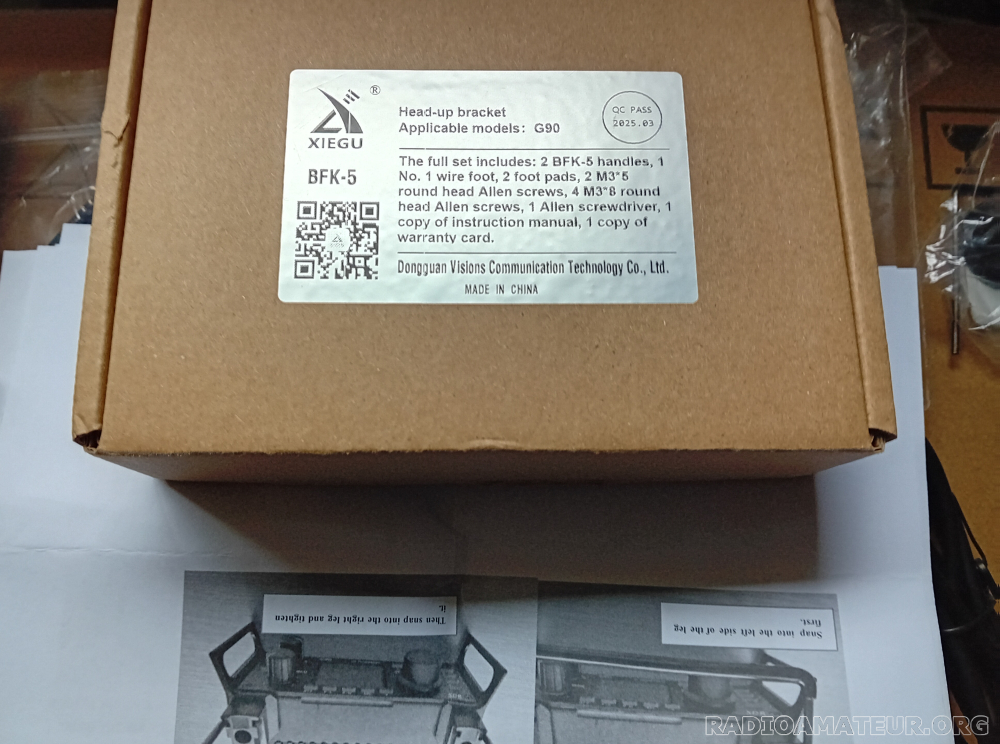 XIEGU
®
BFK-5
Head-up bracket
Applicable models: G90
QC PASS
2025.03
The full set includes: 2 BFK-5 handles, 1
No. 1 wire foot, 2 foot pads, 2 M3*5
round head Allen screws, 4 M3*8 round
head Allen screws, 1 Allen screwdriver, 1
copy of instruction manual, 1 copy of
warranty card.
Dongguan Visions Communication Technology Co., Ltd.
MADE IN CHINA
Then snap into the right leg and tighten
it.
Snap into the left side of the leg
first.
RADIOAMATEUR.ORG